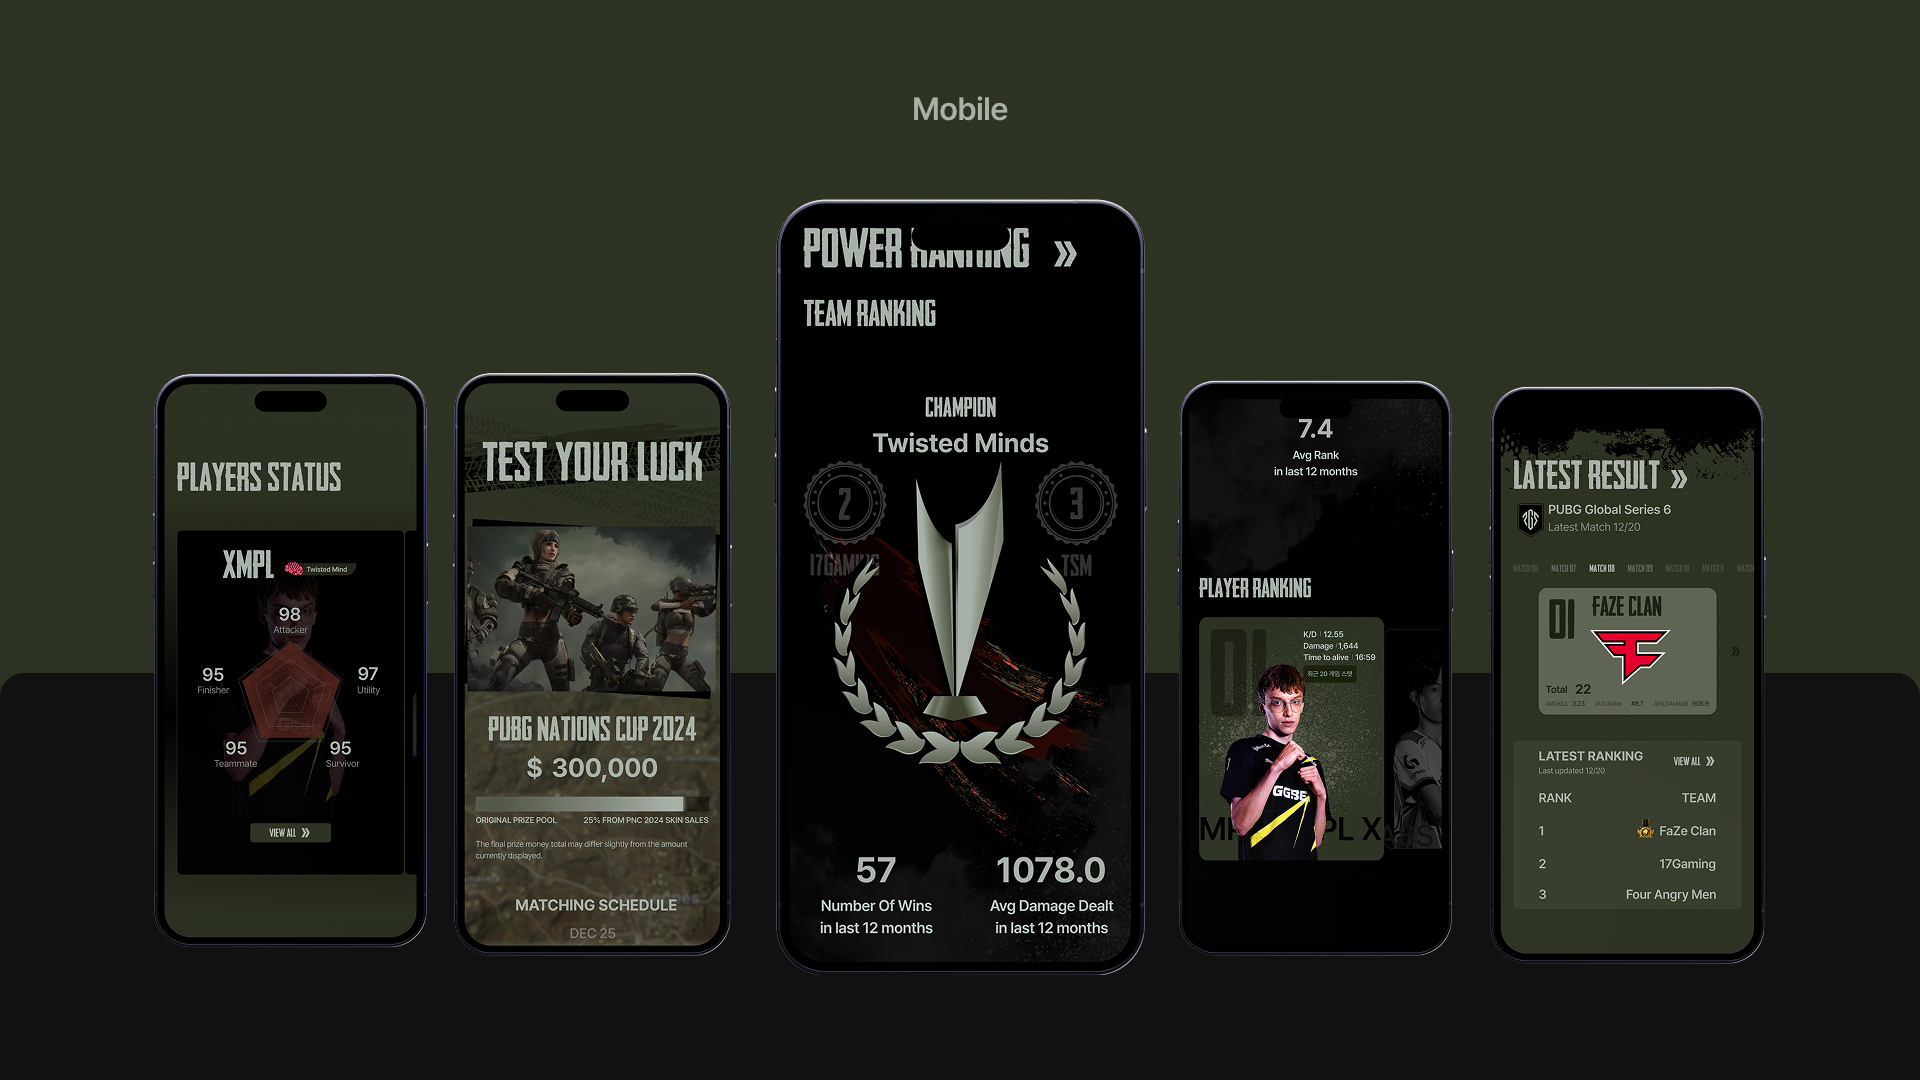 Mobile
PLAYERS STATUS
XMPL
Twisted Mind
98
Attacker
95
Finisher
97
Utility
95
Teammate
95
Survivor
VIEW ALL
TEST YOUR LUCK
PUBG NATIONS CUP 2024
$ 300,000
ORIGINAL PRIZE POOL
25% FROM PNC 2024 SKIN SALES
The final prize money total may differ slightly from the amount
currently displayed.
MATCHING SCHEDULE
DEC 25
POWER RANKING
TEAM RANKING
CHAMPION
Twisted Minds
2
17GAMING
3
TSM
57
Number Of Wins
in last 12 months
1078.0
Avg Damage Dealt
in last 12 months
7.4
Avg Rank
in last 12 months
PLAYER RANKING
01
K/D | 12.55
Damage | 1,644
Time to alive | 16:59
최근 20 게임 스탯
GGBET
LATEST RESULT
PUBG Global Series 6
Latest Match 12/20
MATCH 06 MATCH 07 MATCH 08 MATCH 09 MATCH 10 MATCH 11
01
FAZE CLAN
Total 22
AVG.KILL 3.23 AVG.RANK #8.7 AVG.DAMAGE 908.9
LATEST RANKING
Last updated 12/20
VIEW ALL
RANK TEAM
1 FaZe Clan
2 17Gaming
3 Four Angry Men